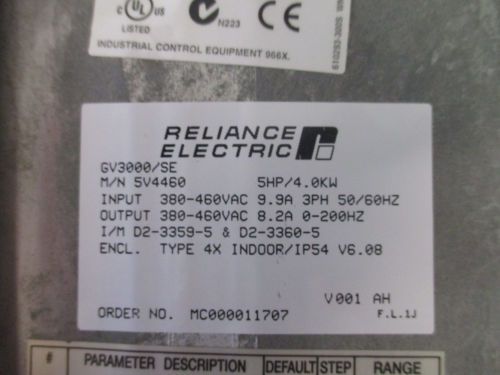 c UL US
LISTED
N223
INDUSTRIAL CONTROL EQUIPMENT 966X.
RELIANCE
ELECTRIC
GV3000/SE
M/N 5V4460 5HP/4.0KW
INPUT 380-460VAC 9.9A 3PH 50/60HZ
OUTPUT 380-460VAC 8.2A 0-200HZ
I/M D2-3359-5 & D2-3360-5
ENCL. TYPE 4X INDOOR/IP54 V6.08
V001 AH
ORDER NO. MC000011707 F.L.1J
# PARAMETER DESCRIPTION DEFAULT STEP RANGE